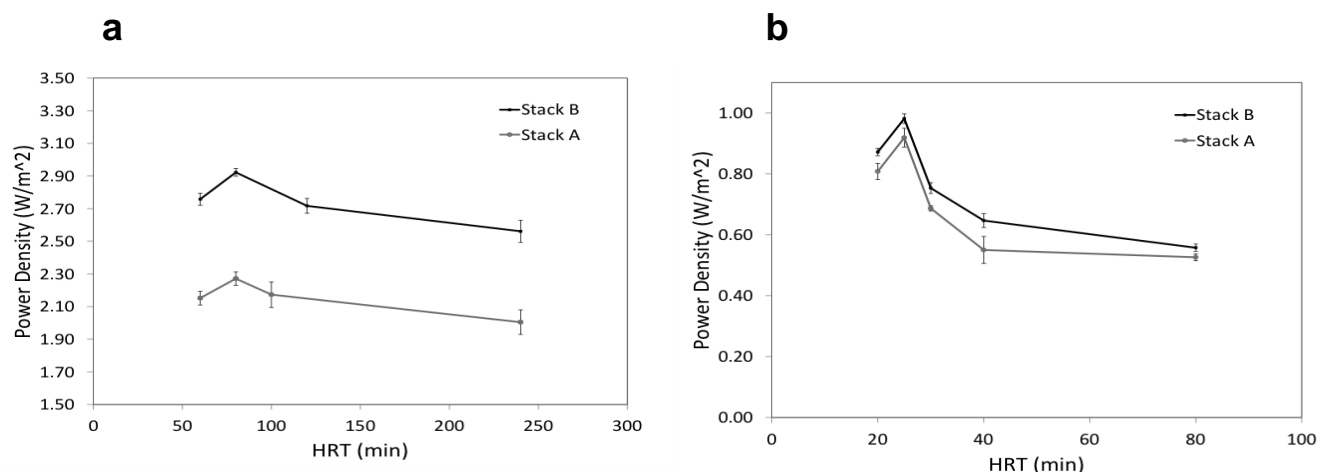 a
3.50
3.30
3.10
2.90
2.70
2.50
2.30
2.10
1.90
1.70
1.50
Power Density (W/m^2)
Stack B
Stack A
0 50 100 150 200 250 300
HRT (min)
b
1.00
0.80
0.60
0.40
0.20
0.00
Power Density (W/m^2)
Stack B
Stack A
0 20 40 60 80 100
HRT (min)